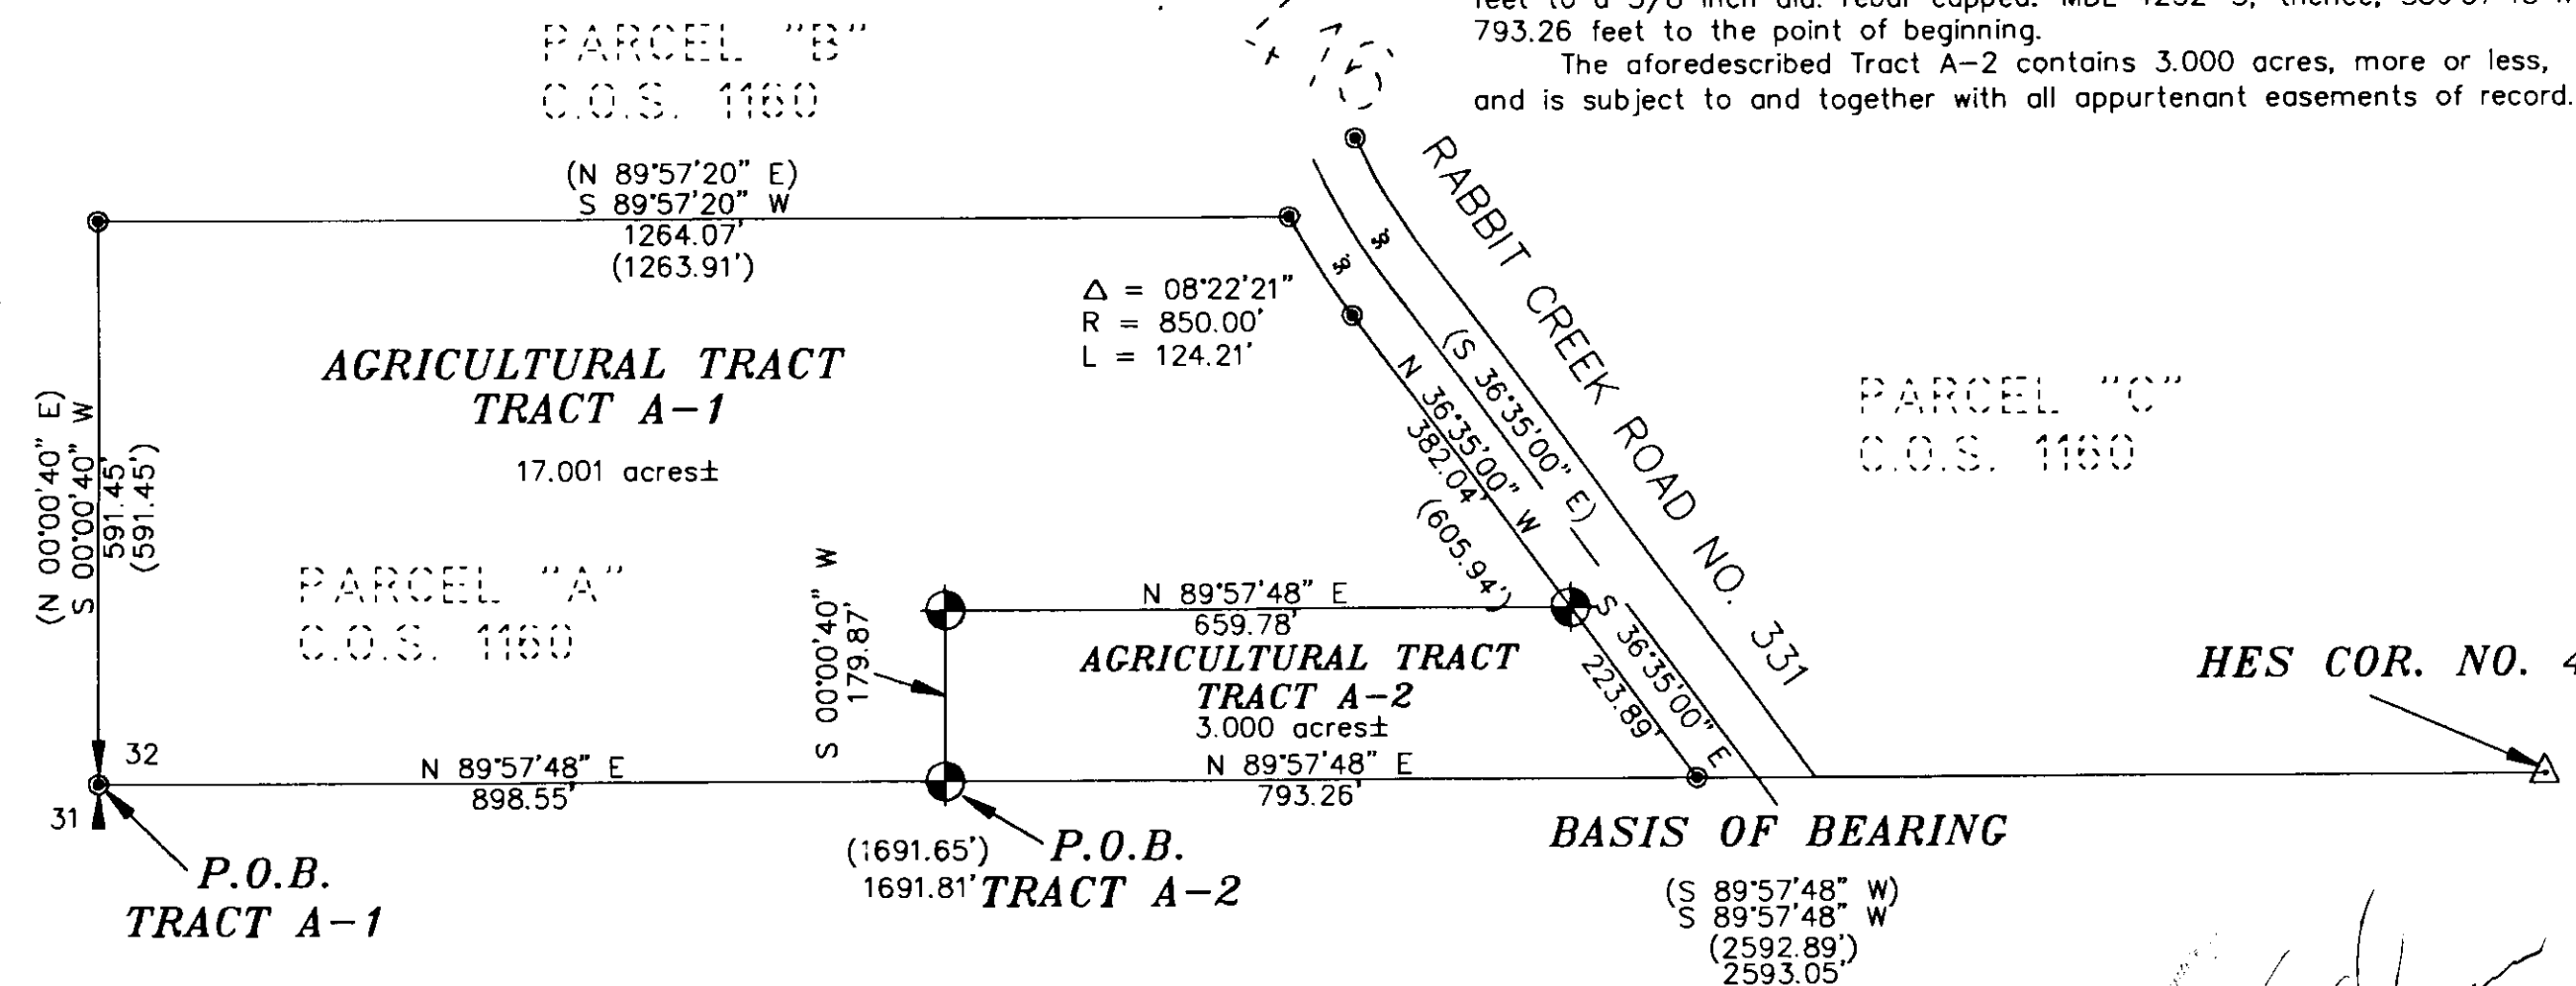 793.26 feet to the point of beginning.
The aforedescribed Tract A-2 contains 3.000 acres, more or less,
and is subject to and together with all appurtenant easements of record.
PARCEL "B"
C.O.S. 1160
(N 89°57'20" E)
S 89°57'20" W
1264.07'
(1263.91')
Δ = 08°22'21"
R = 850.00'
L = 124.21'
AGRICULTURAL TRACT
TRACT A-1
17.001 acres±
(N 00°00'40" E)
S 00°00'40" W
591.45'
(591.45')
PARCEL "A"
C.O.S. 1160
RABBIT CREEK ROAD NO. 331
(S 36°35'00" E)
N 36°35'00" W
382.04'
(605.94')
PARCEL "C"
C.O.S. 1160
S 00°00'40" W
179.87'
N 89°57'48" E
659.78'
AGRICULTURAL TRACT
TRACT A-2
3.000 acres±
S 36°35'00" E
223.89'
HES COR. NO. 4
32
31
N 89°57'48" E
898.55'
N 89°57'48" E
793.26'
P.O.B.
TRACT A-1
(1691.65')
1691.81'
P.O.B.
TRACT A-2
BASIS OF BEARING
(S 89°57'48" W)
S 89°57'48" W
(2592.89')
2593.05'